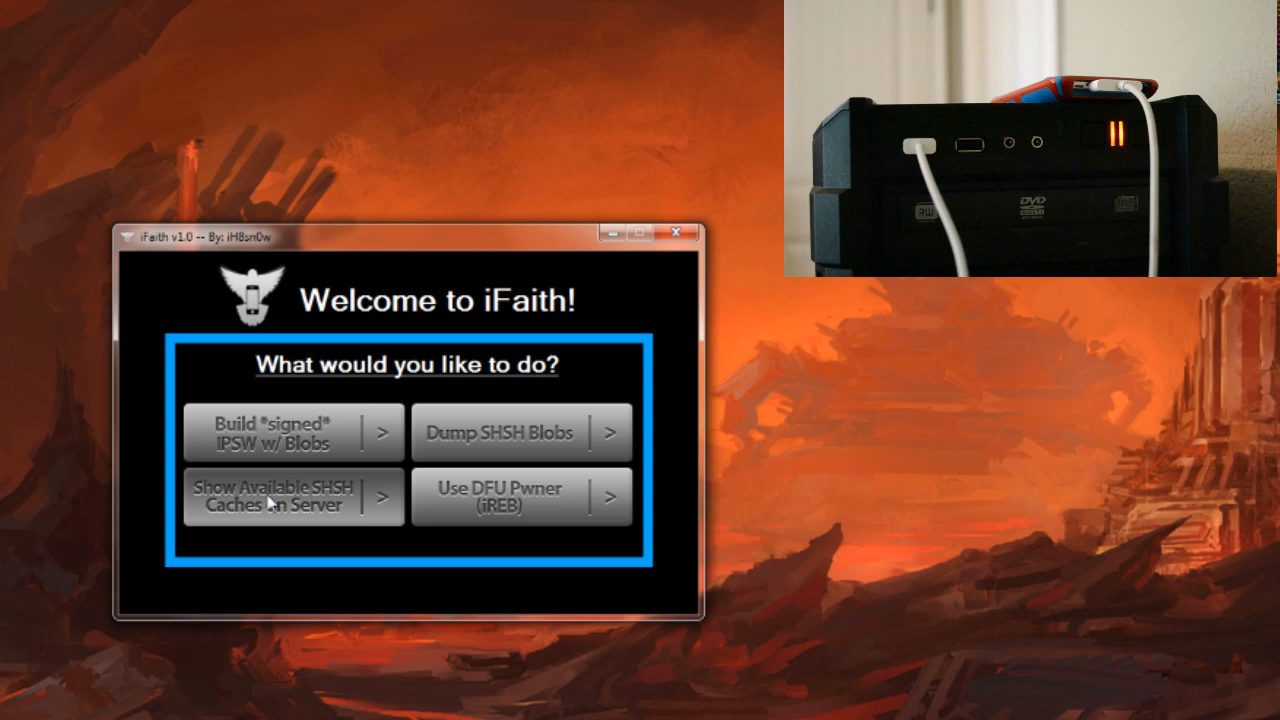 iFaith v1.0 -- By: iH8sn0w
Welcome to iFaith!
What would you like to do?
Build *signed*
IPSW w/ Blobs
>
Dump SHSH Blobs
>
Show Available SHSH
Caches on Server
>
Use DFU Pwner
(iREB)
>
RW
DVD